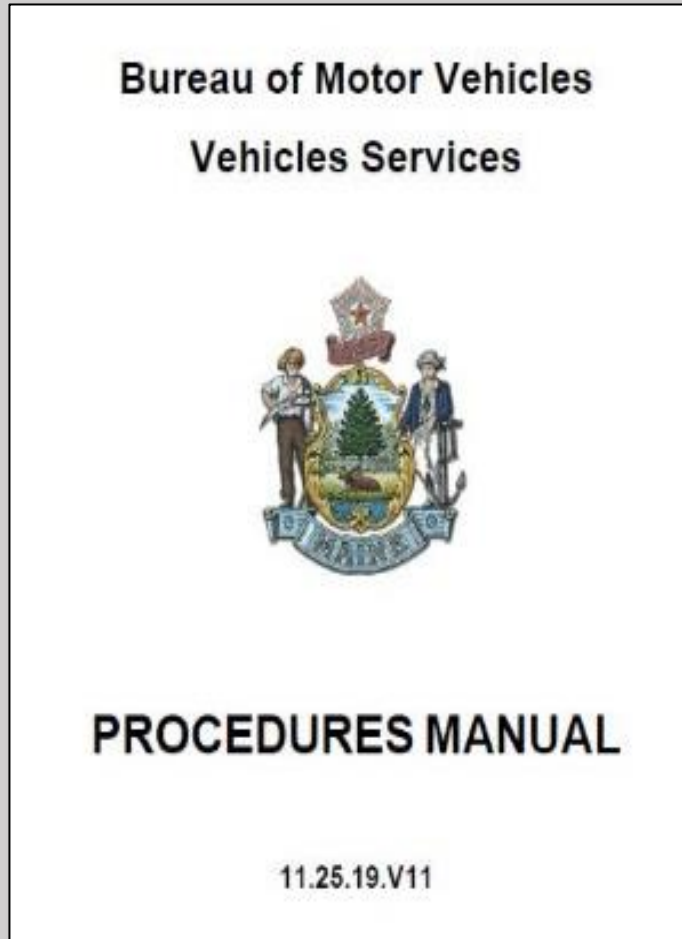 Bureau of Motor Vehicles
Vehicles Services
MAINE
PROCEDURES MANUAL
11.25.19.V11